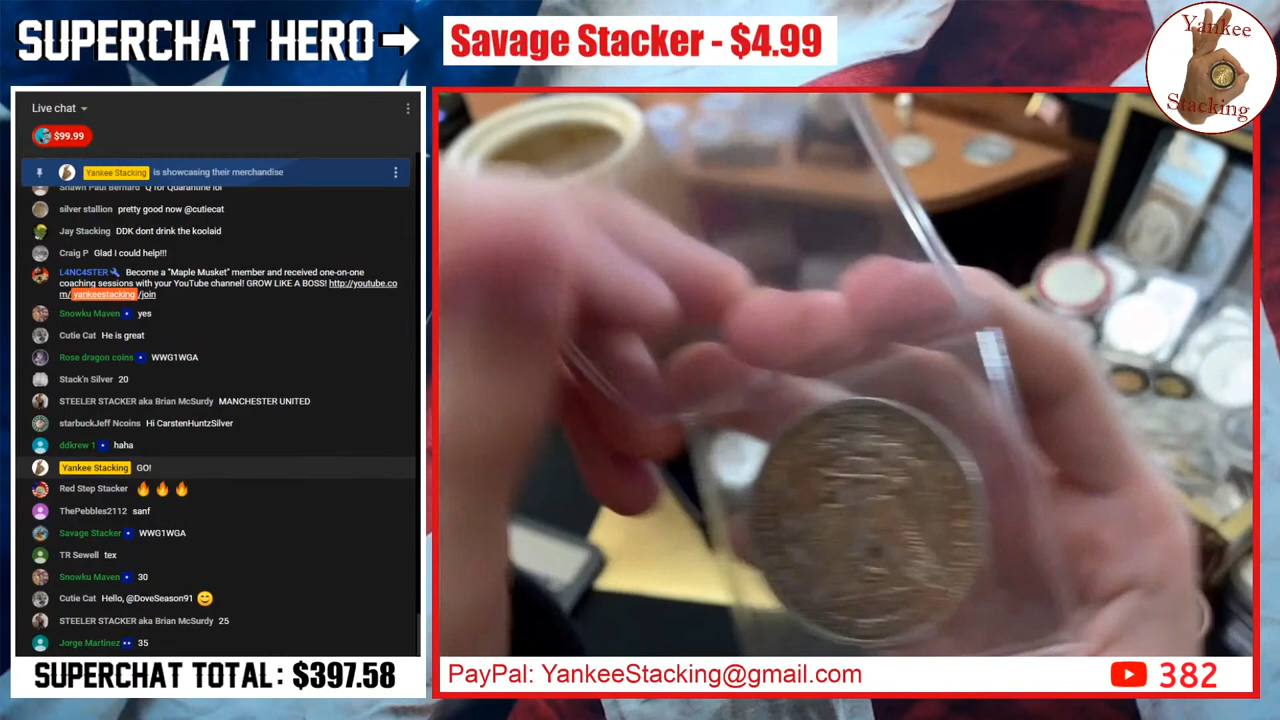 SUPERCHAT HERO
Savage Stacker - $4.99
Yankee
Stacking
Live chat
$99.99
Yankee Stacking is showcasing their merchandise
Shawn Paul Bernard Q for Quarantine lol
silver stallion pretty good now @cutiecat
Jay Stacking DDK dont drink the koolaid
Craig P Glad I could help!!!
L4NC4STER Become a "Maple Musket" member and received one-on-one
coaching sessions with your YouTube channel! GROW LIKE A BOSS! http://youtube.co
m/yankeestacking/join
Snowku Maven yes
Cutie Cat He is great
Rose dragon coins WWG1WGA
Stack'n Silver 20
STEELER STACKER aka Brian McSurdy MANCHESTER UNITED
starbuckJeff Ncoins Hi CarstenHuntzSilver
ddkrew 1 haha
Yankee Stacking GO!
Red Step Stacker 🔥 🔥 🔥
ThePebbles2112 sanf
Savage Stacker WWG1WGA
TR Sewell tex
Snowku Maven 30
Cutie Cat Hello, @DoveSeason91 😊
STEELER STACKER aka Brian McSurdy 25
Jorge Martinez 35
SUPERCHAT TOTAL: $397.58
PayPal: YankeeStacking@gmail.com
382